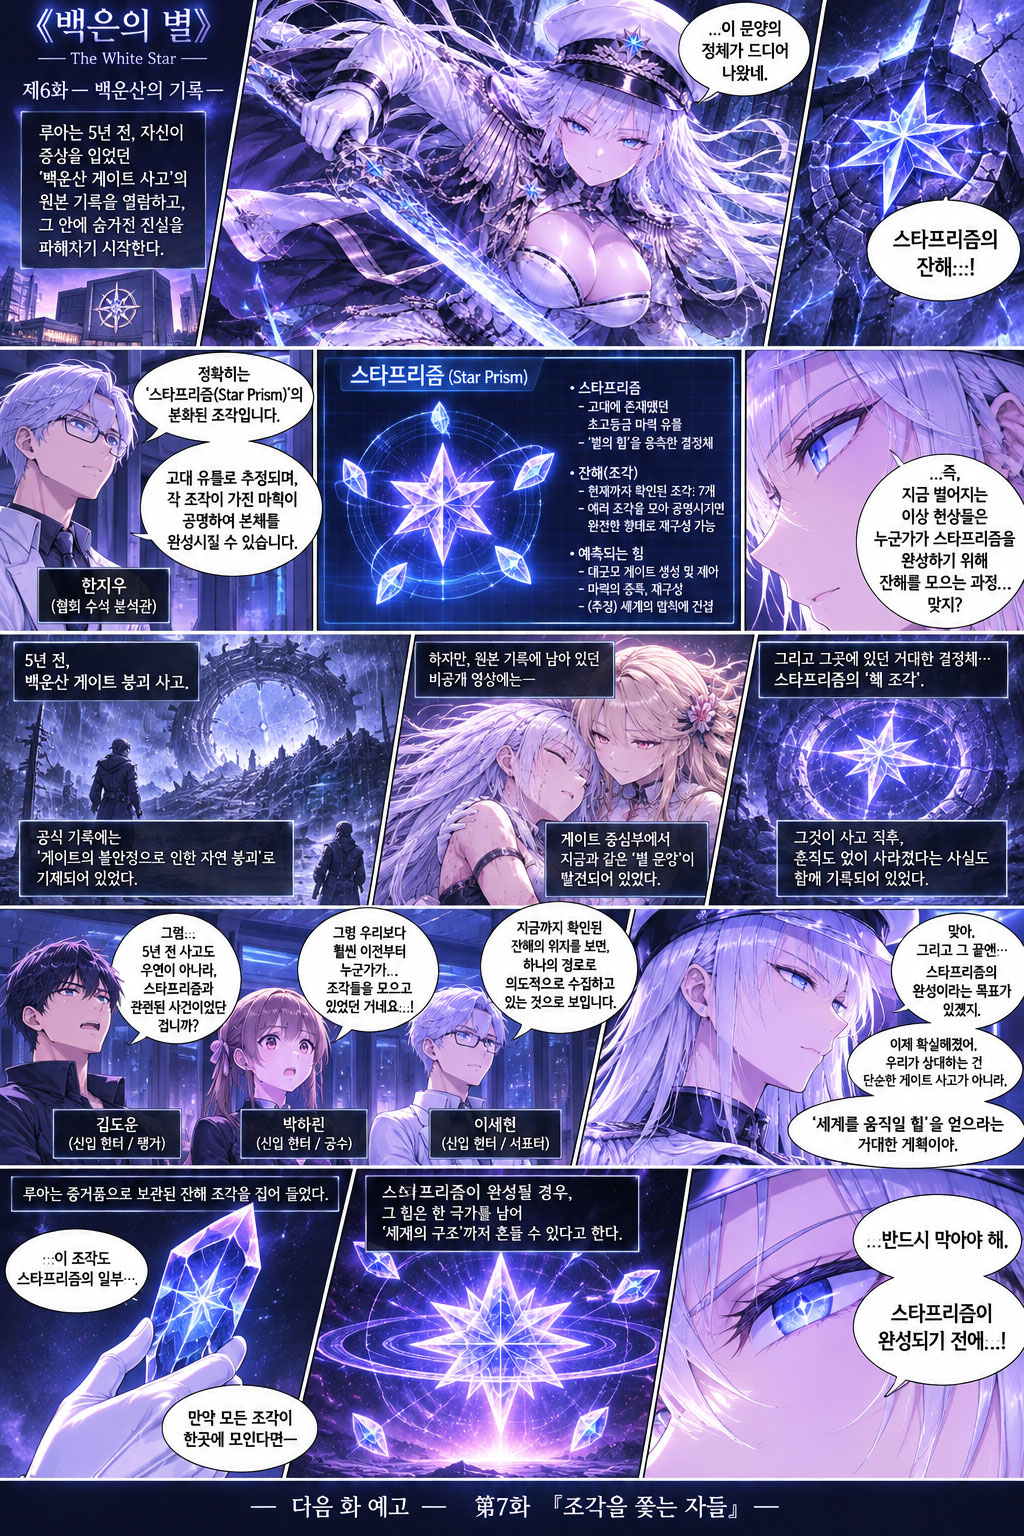 《백은의 별》
— The White Star —
제6화 — 백운산의 기록 —
루아는 5년 전, 자신이
증상을 입었던
'백운산 게이트 사고'의
원본 기록을 열람하고,
그 안에 숨겨진 진실을
파헤차기 시작한다.
...이 문양의
정체가 드디어
나왔네.
스타프리즘의
잔해...!
정확히는
'스타프리즘(Star Prism)'의
본화된 조각입니다.
고대 유물로 추정되며,
각 조각이 가진 마력이
공명하여 본체를
완성시킬 수 있습니다.
한지우
(협회 수석 분석관)
스타프리즘 (Star Prism)
• 스타프리즘
– 고대에 존재했던
초고등급 마력 유물
– '별의 힘'을 응축한 결정체
• 잔해(조각)
– 현재까지 확인된 조각: 7개
– 여러 조각을 모아 공명시키면
완전한 형태로 재구성 가능
• 예측되는 힘
– 대규모 게이트 생성 및 제어
– 마력의 증폭, 재구상
– (추정) 세계의 법칙에 간섭
...즉,
지금 벌어지는
이상 현상들은
누군가가 스타프리즘을
완성하기 위해
잔해를 모으는 과정...
맞지?
5년 전,
백운산 게이트 붕괴 사고.
공식 기록에는
'게이트의 불안정으로 인한 자연 붕괴'로
기재되어 있었다.
하지만, 원본 기록에 남아 있던
비공개 영상에는—
게이트 중심부에서
지금과 같은 '별 문양'이
발견되어 있었다.
그리고 그곳에 있던 거대한 결정체…
스타프리즘의 '핵 조각'.
그것이 사고 직후,
흔적도 없이 사라졌다는 사실도
함께 기록되어 있었다.
그럼...
5년 전 사고도
우연이 아니라,
스타프리즘과
관련된 사건이었단
겁니까?
그럼 우리보다
훨씬 이전부터
누군가가...
조각들을 모으고
있었던 거네요...!
지금까지 확인된
잔해의 위치를 보면,
하나의 경로로
의도적으로 수집하고
있는 것으로 보입니다.
김도운
(신입 헌터 / 탱커)
박하린
(신입 헌터 / 궁수)
이세현
(신입 헌터 / 서포터)
맞아.
그리고 그 끝엔…
스타프리즘의
완성이라는 목표가
있겠지.
이제 확실해졌어.
우리가 상대하는 건
단순한 게이트 사고가 아니라,
'세계를 움직일 힘'을 얻으려는
거대한 계획이야.
루아는 증거품으로 보관된 잔해 조각을 집어 들었다.
...이 조각도
스타프리즘의 일부….
만약 모든 조각이
한곳에 모인다면—
스타프리즘이 완성될 경우,
그 힘은 한 국가를 넘어
'세계의 구조'까지 흔들 수 있다고 한다.
...반드시 막아야 해.
스타프리즘이
완성되기 전에...!
— 다음 화 예고 — 第7화 『조각을 쫓는 자들』 —